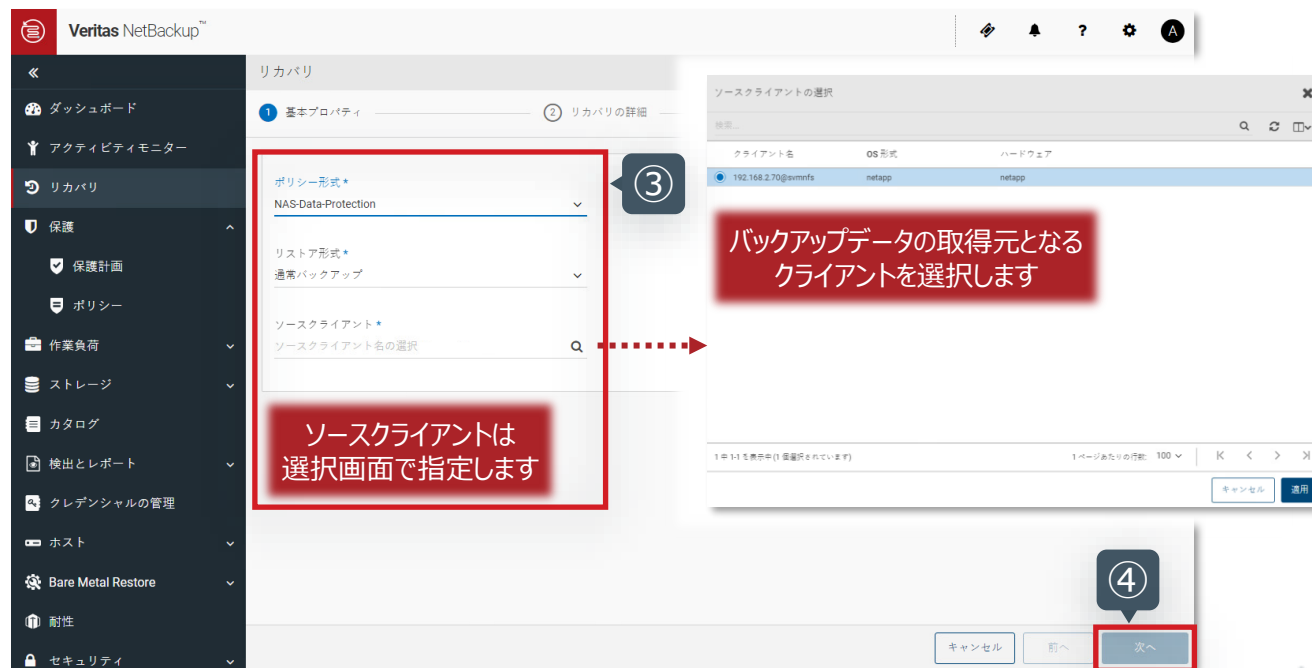 Veritas NetBackup™
?
A
«
ダッシュボード
アクティビティモニター
リカバリ
保護
保護計画
ポリシー
作業負荷
ストレージ
カタログ
検出とレポート
クレデンシャルの管理
ホスト
Bare Metal Restore
耐性
セキュリティ
リカバリ
1 基本プロパティ
2 リカバリの詳細
ポリシー形式 *
NAS-Data-Protection
リストア形式 *
通常バックアップ
ソースクライアント *
ソースクライアント名の選択
③
ソースクライアントは
選択画面で指定します
ソースクライアントの選択
検索...
クライアント名 OS 形式 ハードウェア
192.168.2.70@svmnfs netapp netapp
バックアップデータの取得元となる
クライアントを選択します
1 中 1-1 を表示中(1 個選択されています)
1 ページあたりの行数: 100
キャンセル 適用
④
キャンセル 前へ 次へ